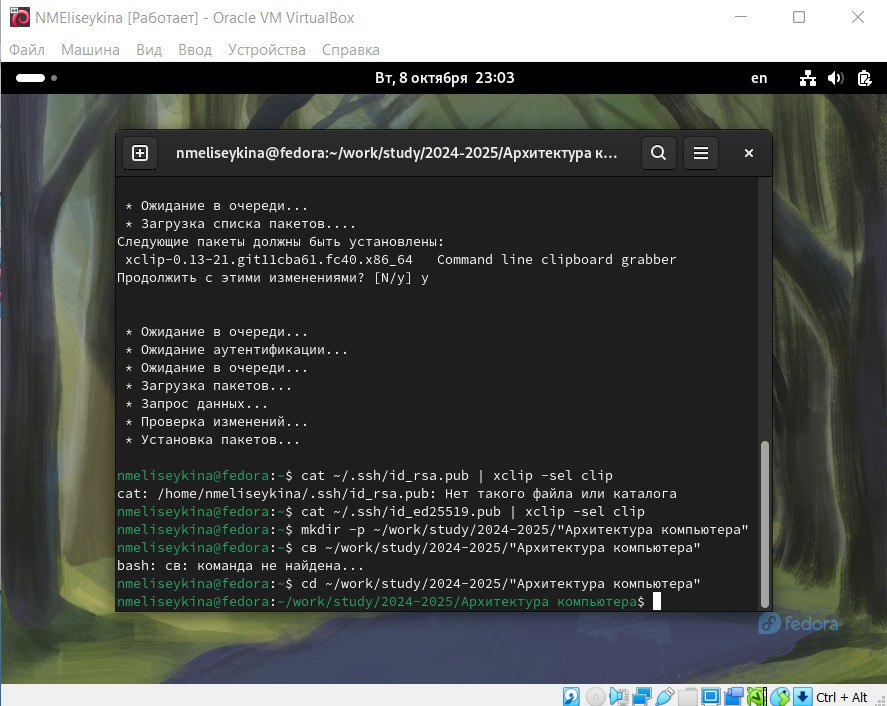 NMEliseykina [Работает] - Oracle VM VirtualBox
Файл Машина Вид Ввод Устройства Справка
Вт, 8 октября 23:03 en
nmeliseykina@fedora:~/work/study/2024-2025/Архитектура к...
* Ожидание в очереди...
* Загрузка списка пакетов....
Следующие пакеты должны быть установлены:
xclip-0.13-21.git11cba61.fc40.x86_64 Command line clipboard grabber
Продолжить с этими изменениями? [N/y] y
* Ожидание в очереди...
* Ожидание аутентификации...
* Ожидание в очереди...
* Загрузка пакетов...
* Запрос данных...
* Проверка изменений...
* Установка пакетов...
nmeliseykina@fedora:~$ cat ~/.ssh/id_rsa.pub | xclip -sel clip
cat: /home/nmeliseykina/.ssh/id_rsa.pub: Нет такого файла или каталога
nmeliseykina@fedora:~$ cat ~/.ssh/id_ed25519.pub | xclip -sel clip
nmeliseykina@fedora:~$ mkdir -p ~/work/study/2024-2025/"Архитектура компьютера"
nmeliseykina@fedora:~$ св ~/work/study/2024-2025/"Архитектура компьютера"
bash: св: команда не найдена...
nmeliseykina@fedora:~$ cd ~/work/study/2024-2025/"Архитектура компьютера"
nmeliseykina@fedora:~/work/study/2024-2025/Архитектура компьютера$
fedora
Ctrl + Alt